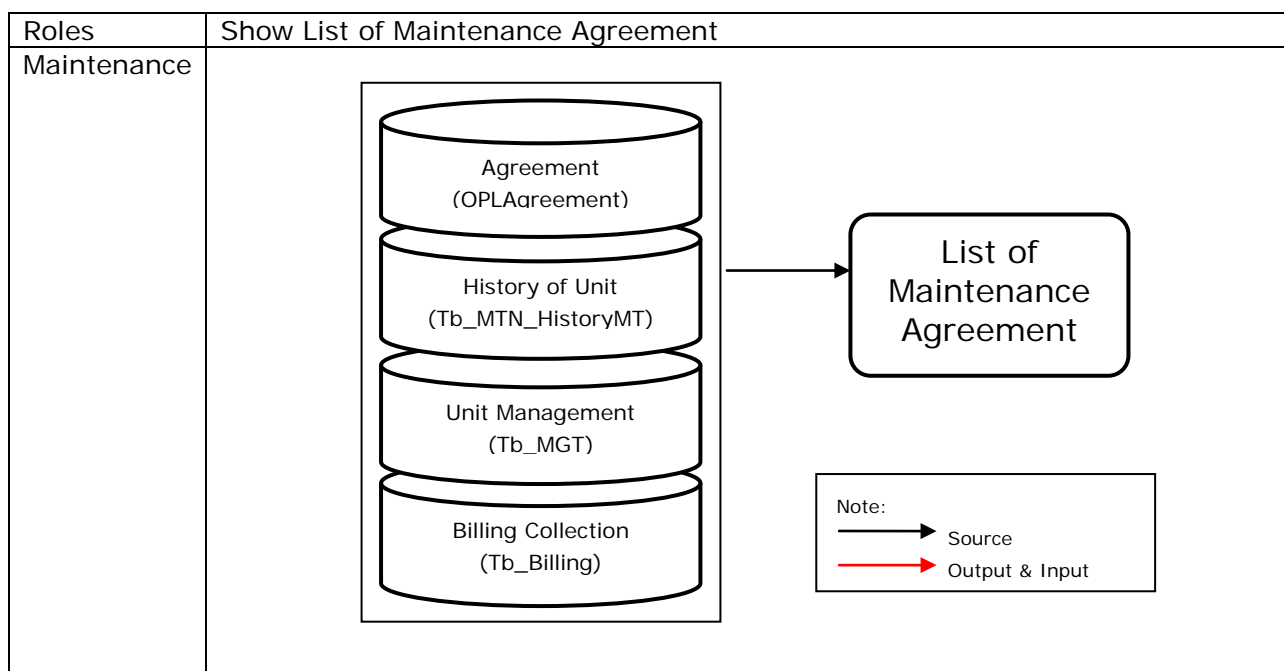 Roles
Show List of Maintenance Agreement
Maintenance
Agreement
(OPLAgreement)
History of Unit
(Tb_MTN_HistoryMT)
Unit Management
(Tb_MGT)
Billing Collection
(Tb_Billing)
List of
Maintenance
Agreement
Note:
Source
Output & Input